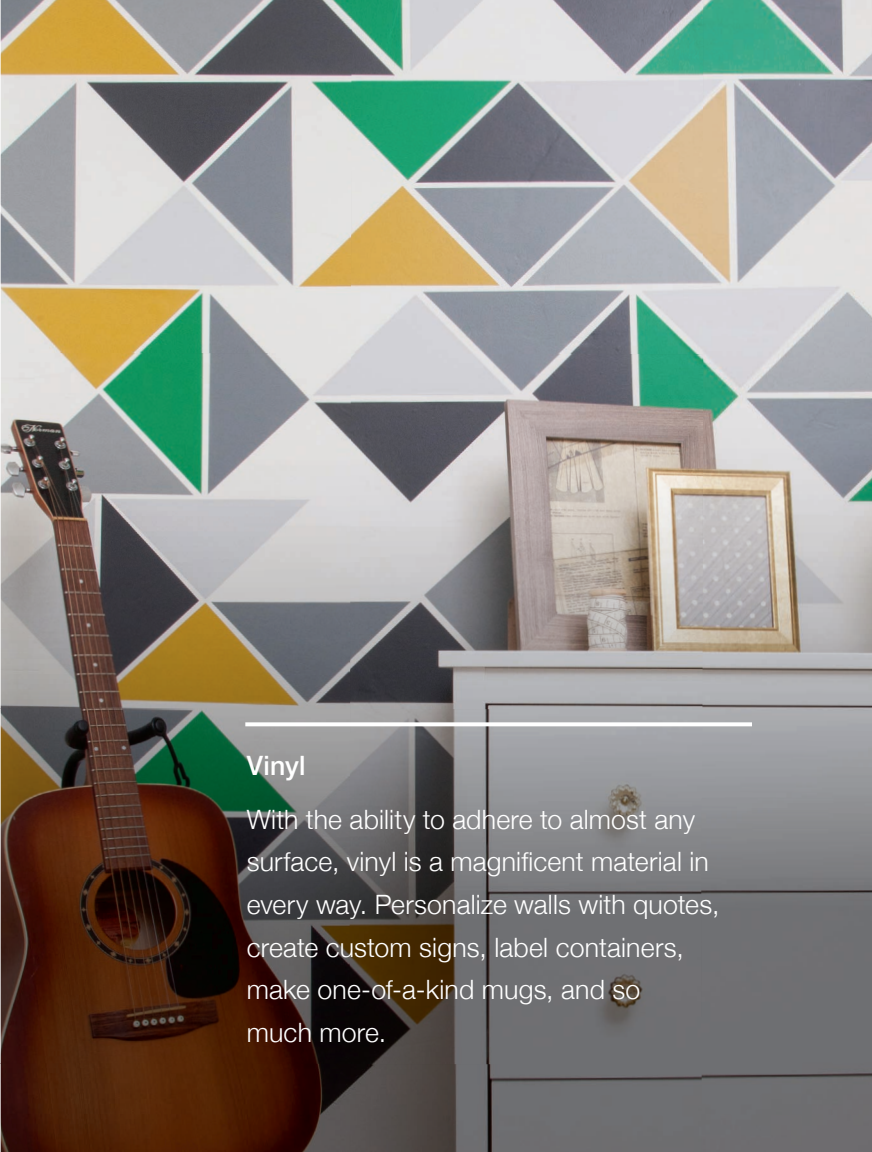 Vinyl
With the ability to adhere to almost any
surface, vinyl is a magnificent material in
every way. Personalize walls with quotes,
create custom signs, label containers,
make one-of-a-kind mugs, and so
much more.